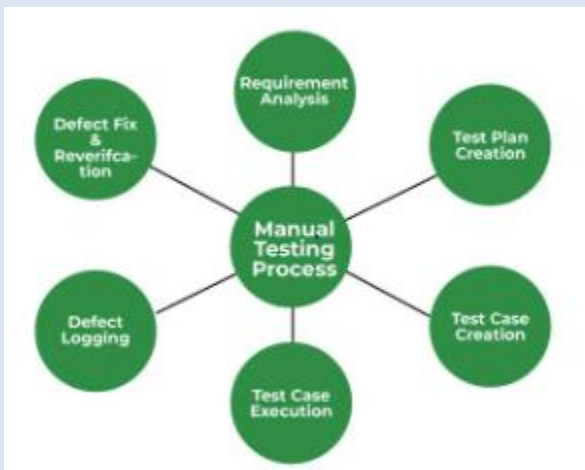 Requirement
Analysis
Defect Fix
&
Reverifca-
tion
Test Plan
Creation
Manual
Testing
Process
Defect
Logging
Test Case
Creation
Test Case
Execution